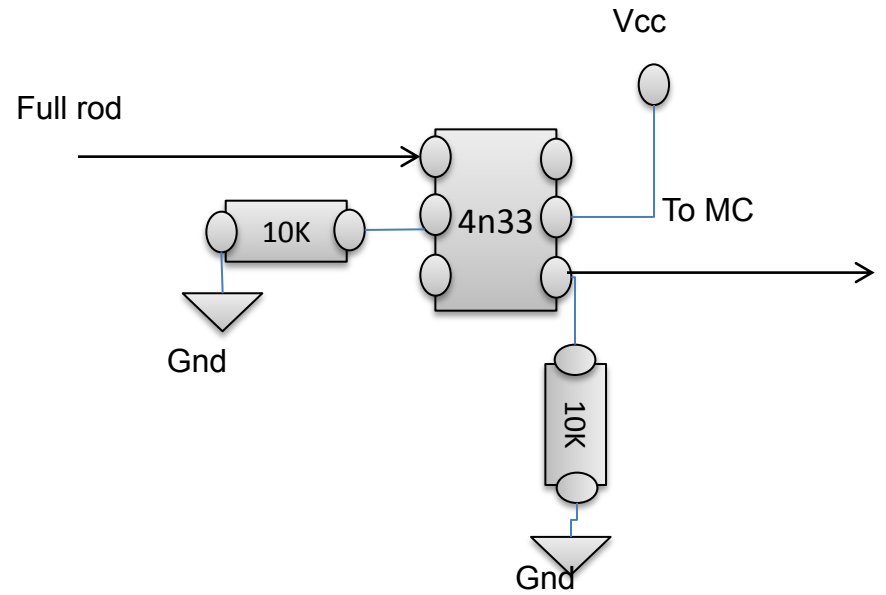 Vcc
Full rod
To MC
4n33
10K
Gnd
10K
Gnd